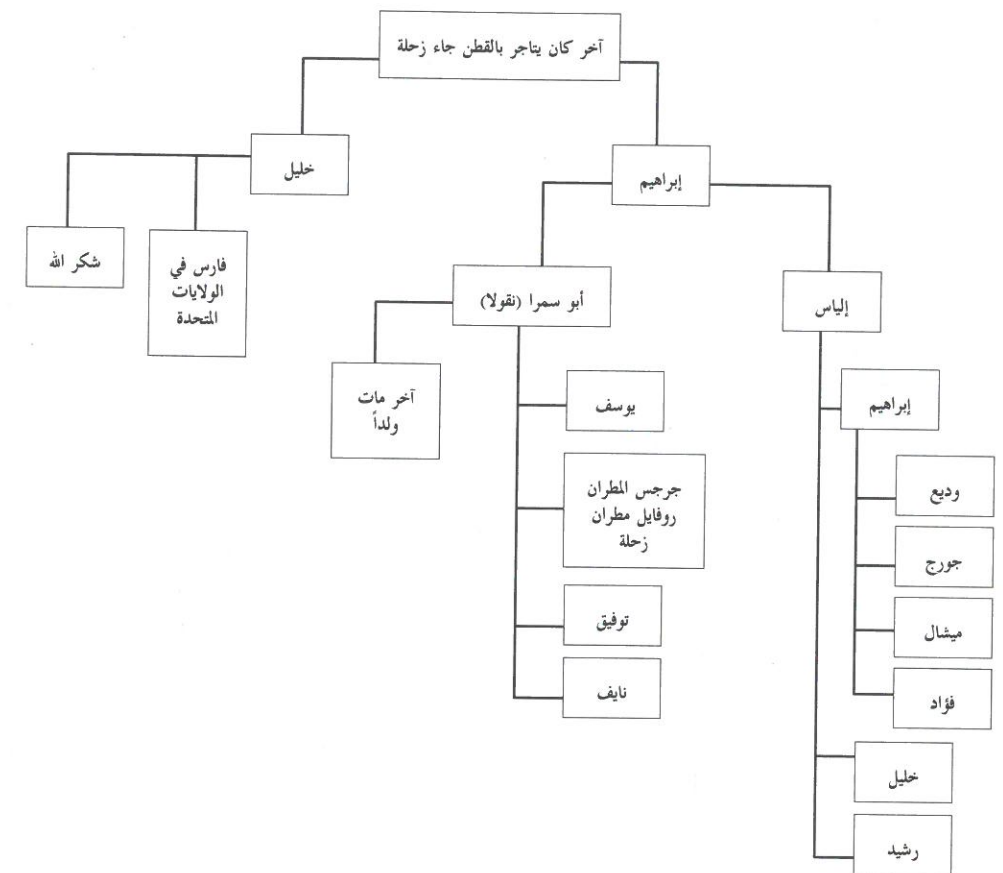 آخر كان يتاجر بالقطن جاء زحلة
إبراهيم
خليل
إلياس
أبو سمرا (نقولا)
فارس في
الولايات
المتحدة
شكر الله
إبراهيم
وديع
جورج
ميشال
فؤاد
خليل
رشيد
يوسف
جرجس المطران
روفايل مطران
زحلة
توفيق
نايف
آخر مات
ولداً